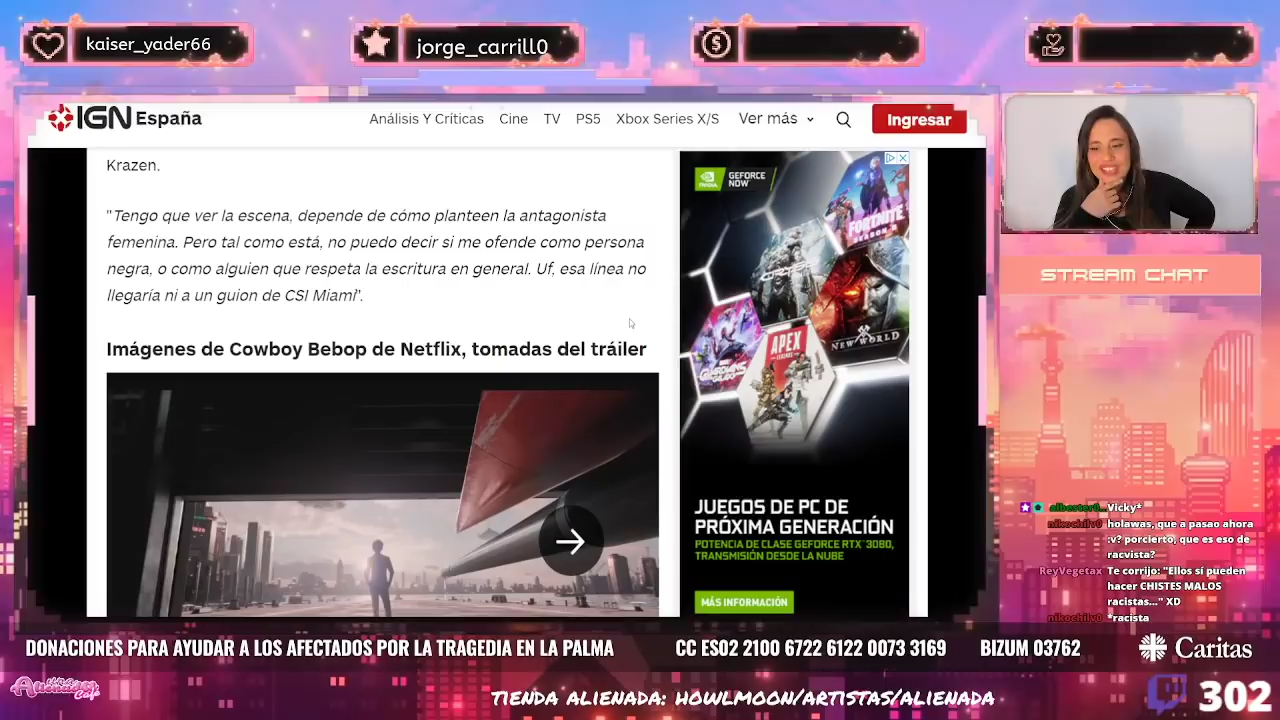 kaiser_yader66
jorge_carrill0
IGN España
Análisis Y Críticas Cine TV PS5 Xbox Series X/S Ver más Ingresar
Krazen.
"Tengo que ver la escena, depende de cómo planteen la antagonista
femenina. Pero tal como está, no puedo decir si me ofende como persona
negra, o como alguien que respeta la escritura en general. Uf, esa línea no
llegaría ni a un guion de CSI Miami".
Imágenes de Cowboy Bebop de Netflix, tomadas del tráiler
NVIDIA
GEFORCE
NOW
FORTNITE
SEASON 8
NEW WORLD
APEX
LEGENDS
GUARDIANS
JUEGOS DE PC DE
PRÓXIMA GENERACIÓN
POTENCIA DE CLASE GEFORCE RTX 3080,
TRANSMISIÓN DESDE LA NUBE
MÁS INFORMACIÓN
STREAM CHAT
Vicky*
nikochilv0 holawas, que a pasao ahora
:v? porcierto, que es eso de
racvista?
ReyVegetax Te corrijo: "Ellos sí pueden
hacer CHISTES MALOS
racistas..." XD
nikochilv0 *racista
DONACIONES PARA AYUDAR A LOS AFECTADOS POR LA TRAGEDIA EN LA PALMA CC ES02 2100 6722 6122 0073 3169 BIZUM 03762 Caritas
TIENDA ALIENADA: HOWLMOON/ARTISTAS/ALIENADA
302